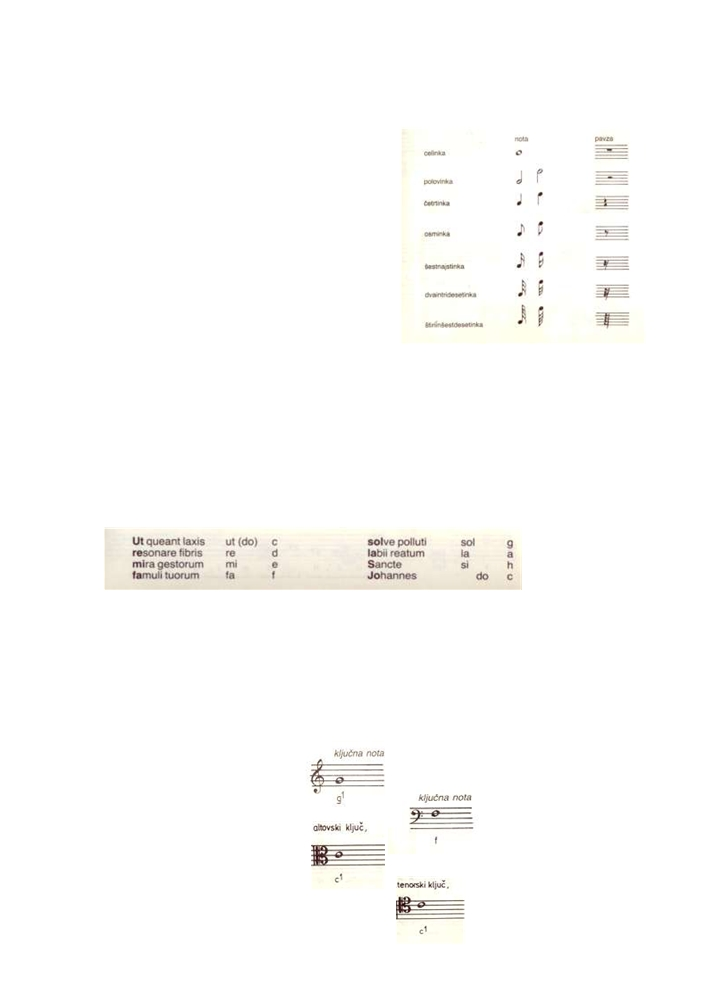 nota pavza
celinka
polovinka
četrtinka
osminka
šestnajstinka
dvaintridesetinka
štiriinšestdesetinka
Ut queant laxis ut (do) c solve polluti sol g
resonare fibris re d labii reatum la a
mira gestorum mi e Sancte si h
famuli tuorum fa f Johannes do c
ključna nota
g1
ključna nota
f
altovski ključ,
c1
tenorski ključ,
c1